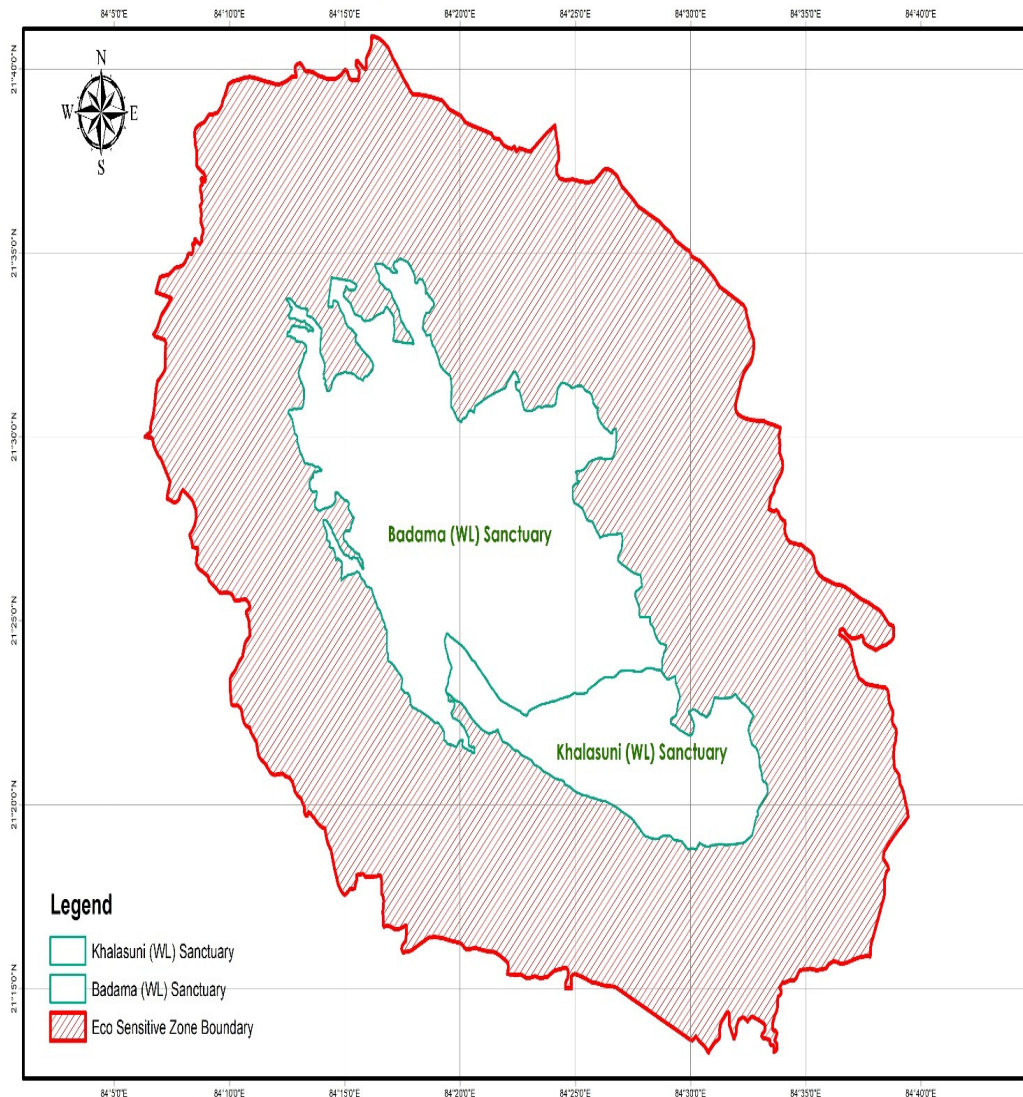 84°5'0"E 84°10'0"E 84°15'0"E 84°20'0"E 84°25'0"E 84°30'0"E 84°35'0"E 84°40'0"E
N
W E
S
21°40'0"N
21°35'0"N
21°30'0"N
21°25'0"N
21°20'0"N
21°15'0"N
Badama (WL) Sanctuary
Khalasuni (WL) Sanctuary
Legend
Khalasuni (WL) Sanctuary
Badama (WL) Sanctuary
Eco Sensitive Zone Boundary
84°5'0"E 84°10'0"E 84°15'0"E 84°20'0"E 84°25'0"E 84°30'0"E 84°35'0"E 84°40'0"E